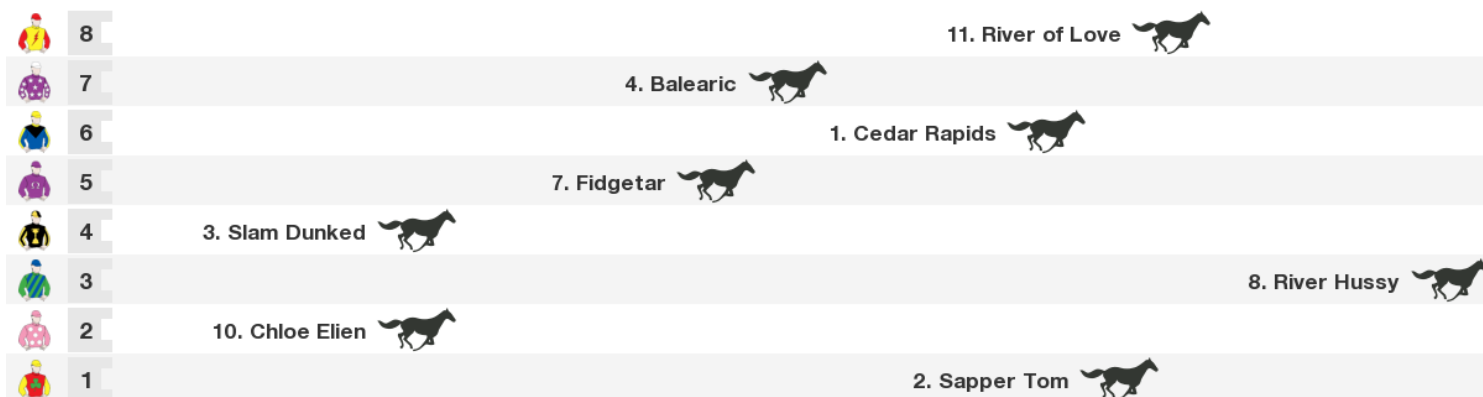 8 11. River of Love
7 4. Balearic
6 1. Cedar Rapids
5 7. Fidgetar
4 3. Slam Dunked
3 8. River Hussy
2 10. Chloe Elien
1 2. Sapper Tom